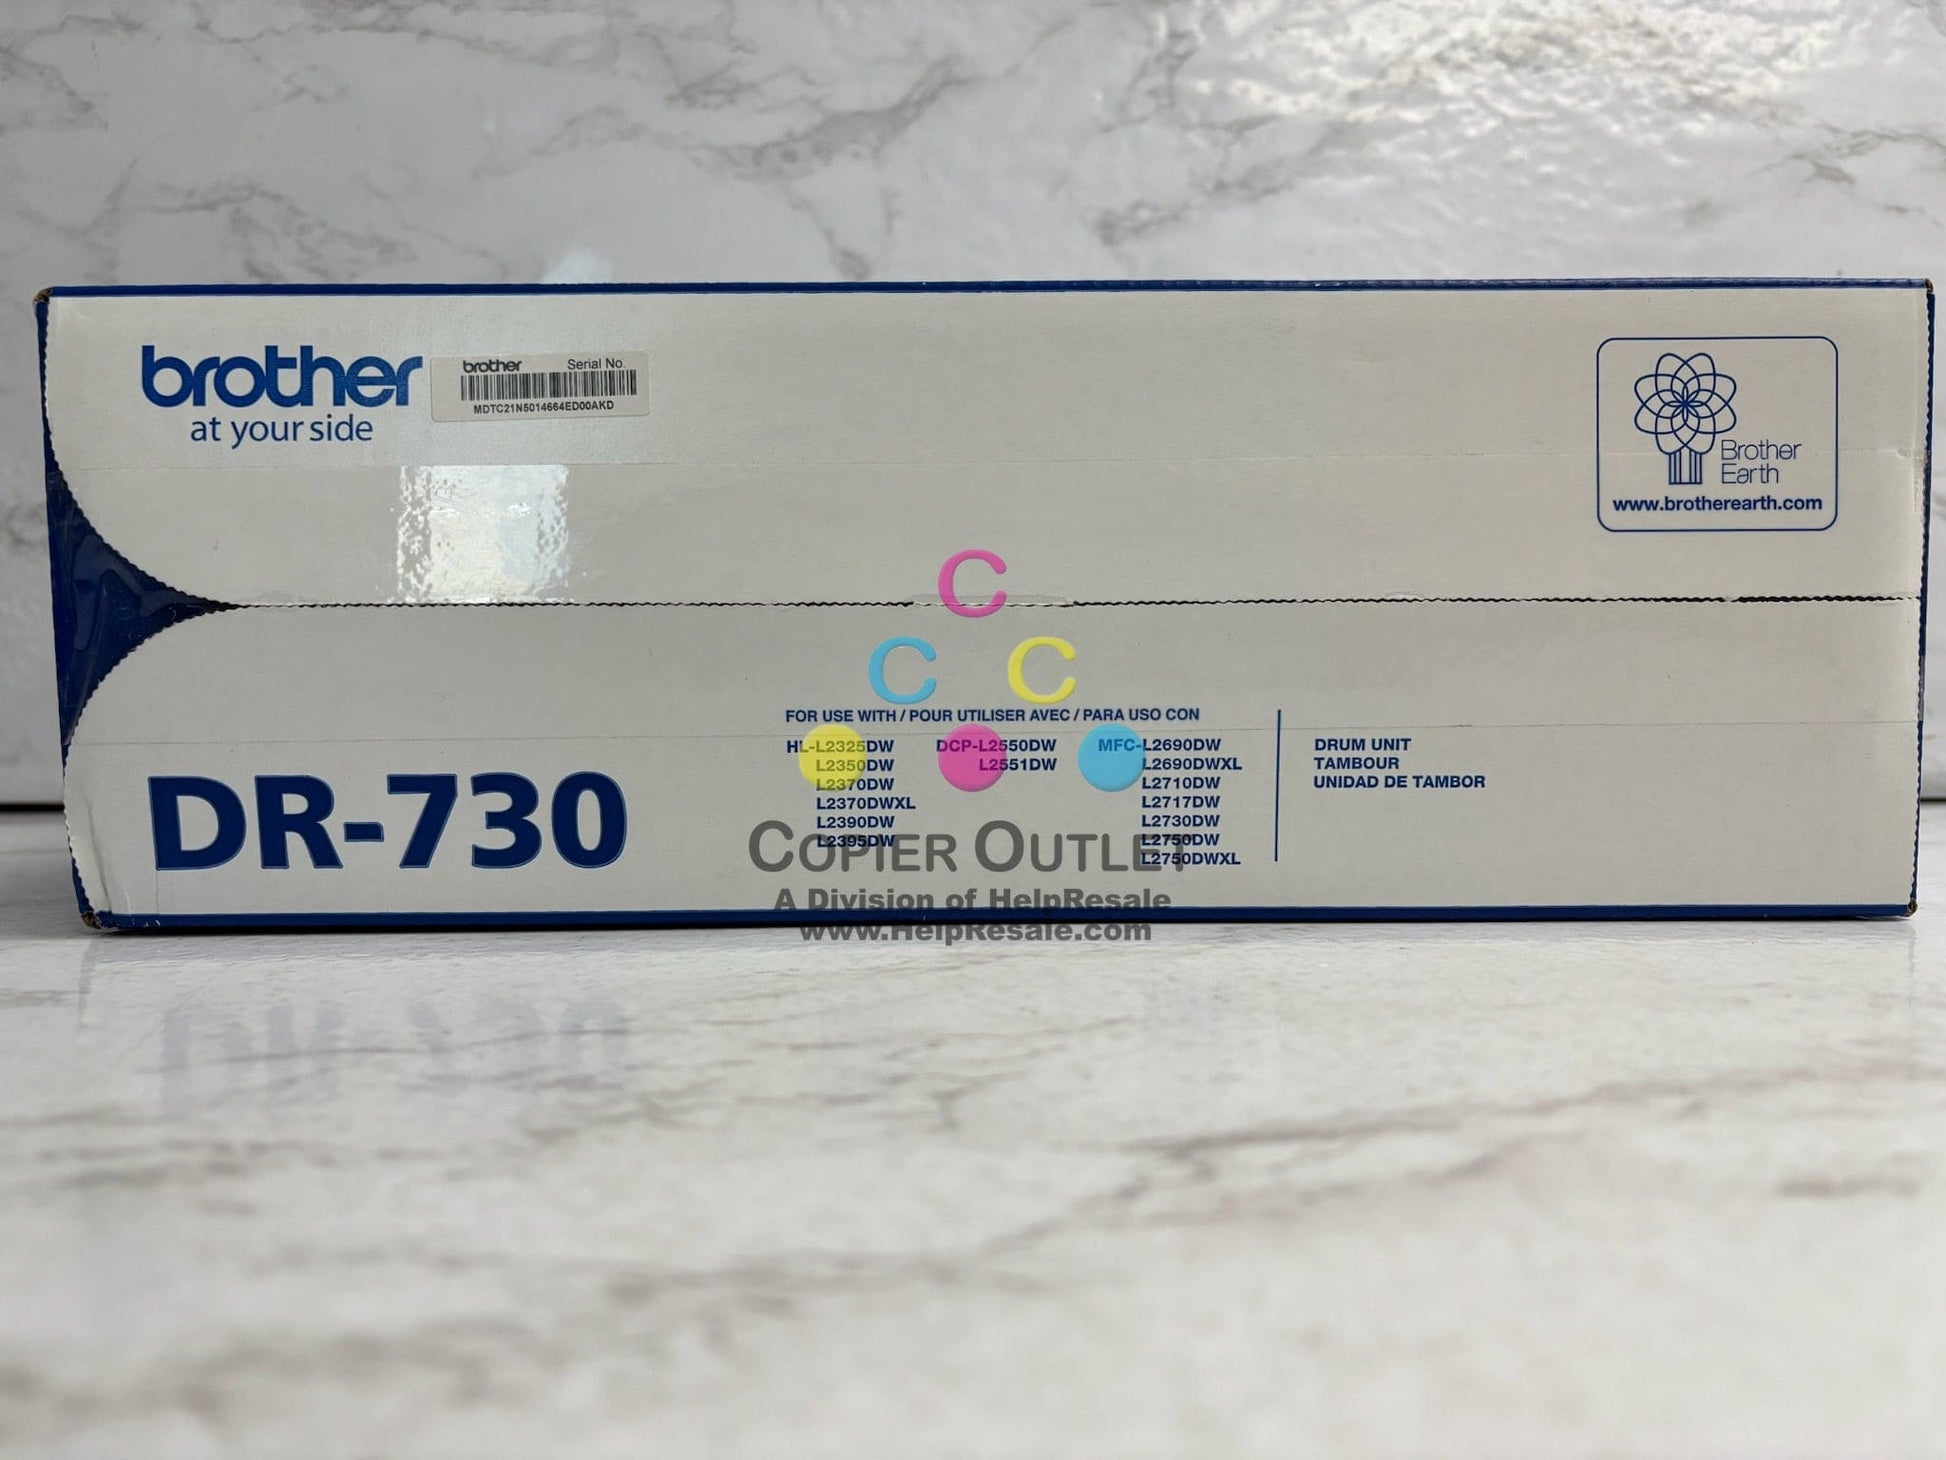 brother
at your side
brother Serial No.
MDTC21N5014664ED00AKD
Brother
Earth
www.brotherearth.com
C
C C
FOR USE WITH / POUR UTILISER AVEC / PARA USO CON
HL-L2325DW DCP-L2550DW MFC-L2690DW DRUM UNIT
L2350DW L2551DW L2690DWXL TAMBOUR
L2370DW L2710DW UNIDAD DE TAMBOR
L2370DWXL L2717DW
L2390DW L2730DW
L2395DW L2750DW
L2750DWXL
DR-730
COPIER OUTLET
A Division of HelpResale
www.HelpResale.com